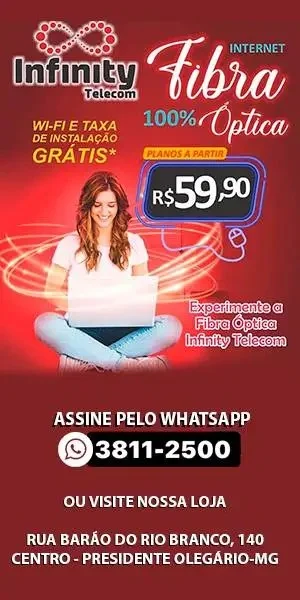 Infinity
Telecom
INTERNET
Fibra
100% Óptica
WI-FI E TAXA
DE INSTALAÇÃO
GRÁTIS*
PLANOS A PARTIR
R$59,90
Experimente a
Fibra Óptica
Infinity Telecom
ASSINE PELO WHATSAPP
3811-2500
OU VISITE NOSSA LOJA
RUA BARÃO DO RIO BRANCO, 140
CENTRO - PRESIDENTE OLEGÁRIO-MG